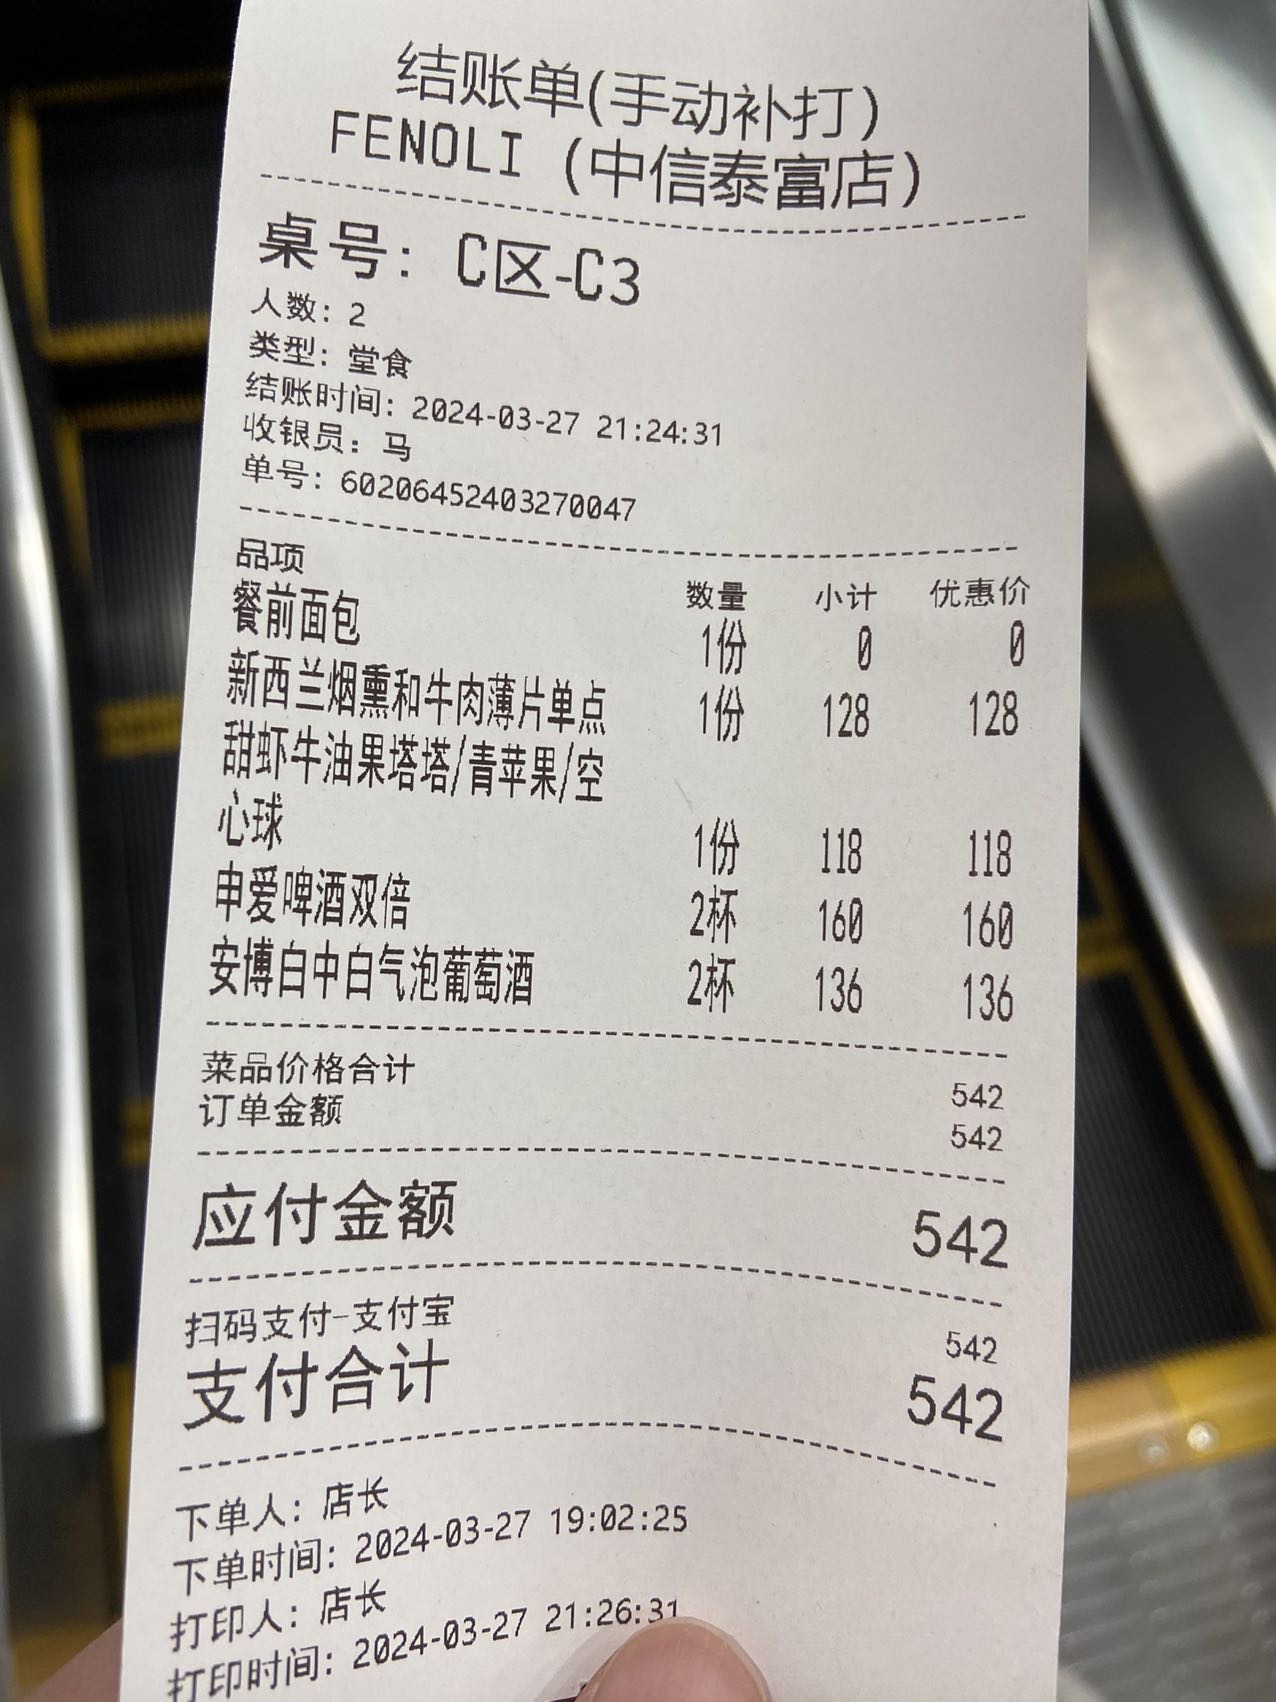 结账单(手动补打)
FENOLI (中信泰富店)
桌号: C区-C3
人数: 2
类型: 堂食
结账时间: 2024-03-27 21:24:31
收银员: 马
单号: 60206452403270047
品项 数量 小计 优惠价
餐前面包 1份 0 0
新西兰烟熏和牛肉薄片单点 1份 128 128
甜虾牛油果塔塔/青苹果/空
心球 1份 118 118
申爱啤酒双倍 2杯 160 160
安博白中白气泡葡萄酒 2杯 136 136
菜品价格合计 542
订单金额 542
应付金额 542
扫码支付-支付宝 542
支付合计 542
下单人: 店长
下单时间: 2024-03-27 19:02:25
打印人: 店长
打印时间: 2024-03-27 21:26:31